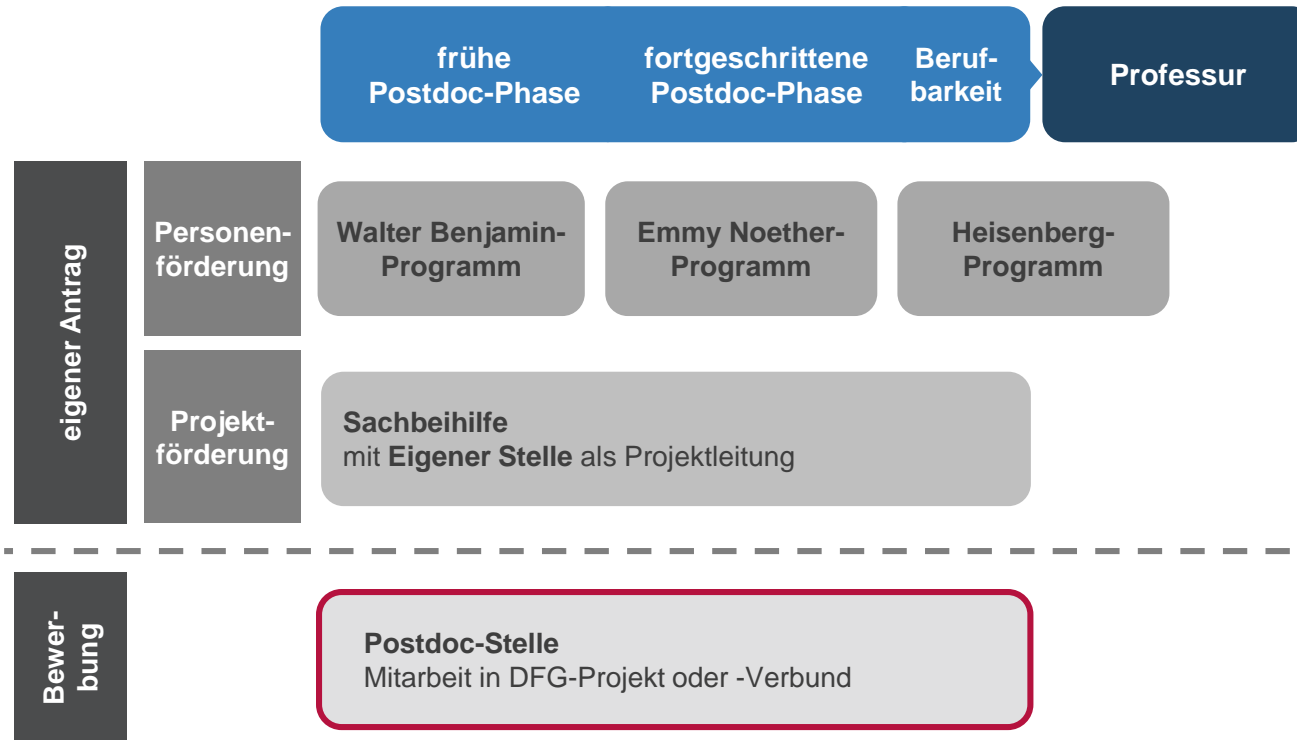 frühe
Postdoc-Phase
fortgeschrittene
Postdoc-Phase
Beruf-
barkeit
Professur
eigener Antrag
Personen-
förderung
Walter Benjamin-
Programm
Emmy Noether-
Programm
Heisenberg-
Programm
Projekt-
förderung
Sachbeihilfe
mit Eigener Stelle als Projektleitung
Bewer-
bung
Postdoc-Stelle
Mitarbeit in DFG-Projekt oder -Verbund